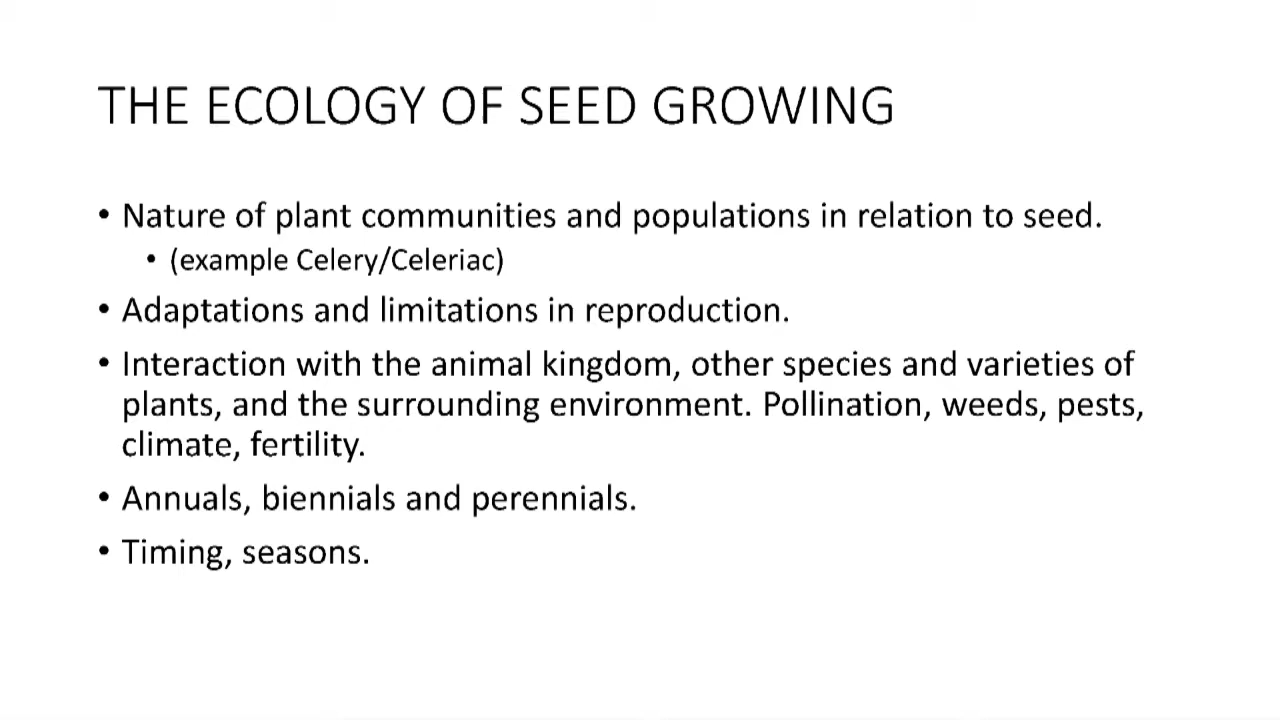 THE ECOLOGY OF SEED GROWING
• Nature of plant communities and populations in relation to seed.
• (example Celery/Celeriac)
• Adaptations and limitations in reproduction.
• Interaction with the animal kingdom, other species and varieties of
plants, and the surrounding environment. Pollination, weeds, pests,
climate, fertility.
• Annuals, biennials and perennials.
• Timing, seasons.